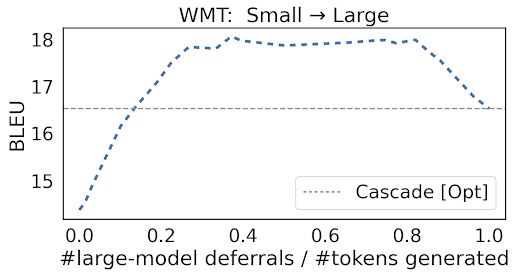 WMT: Small → Large
BLEU
18
17
16
15
Cascade [Opt]
0.0 0.2 0.4 0.6 0.8 1.0
#large-model deferrals / #tokens generated